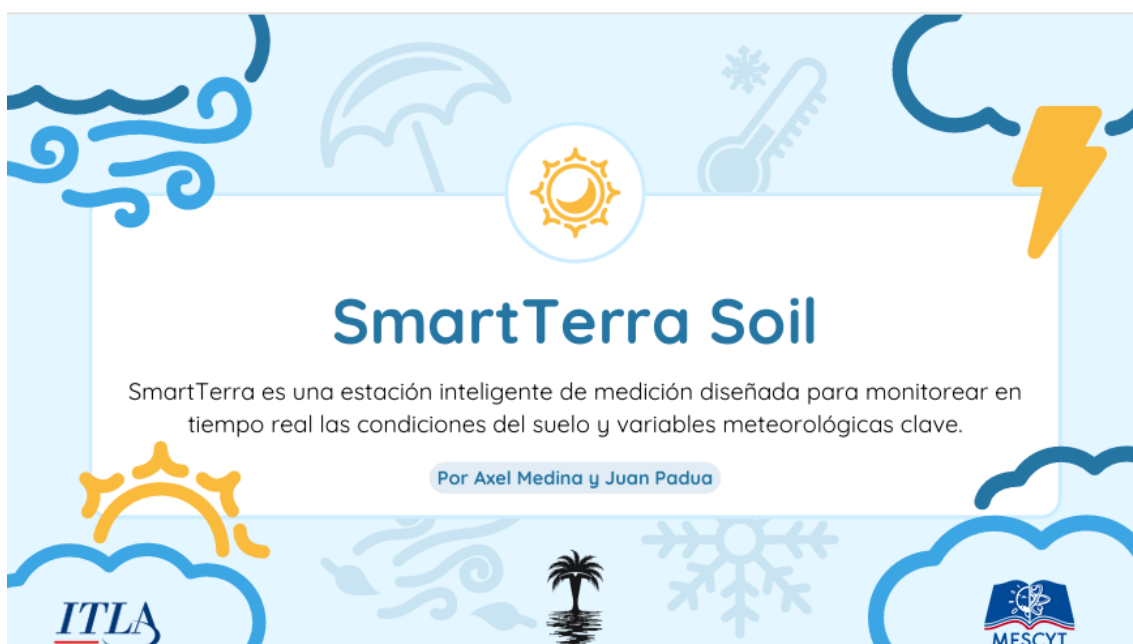 SmartTerra Soil
SmartTerra es una estación inteligente de medición diseñada para monitorear en
tiempo real las condiciones del suelo y variables meteorológicas clave.
Por Axel Medina y Juan Padua
ITLA
MESCYT